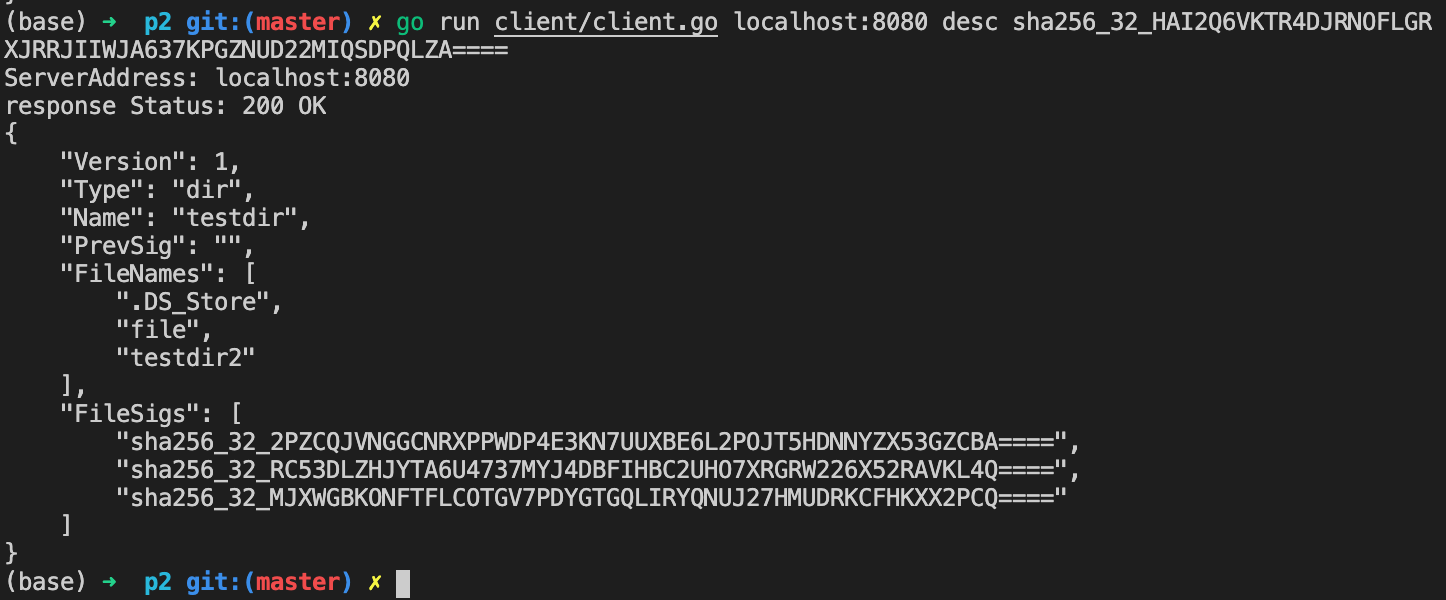 (base) ➜  p2 git:(master) ✗ go run client/client.go localhost:8080 desc sha256_32_HAI2Q6VKTR4DJRNOFLGR
XJRRJIIWJA637KPGZNUD22MIQSDPQLZA====
ServerAddress: localhost:8080
response Status: 200 OK
{
    "Version": 1,
    "Type": "dir",
    "Name": "testdir",
    "PrevSig": "",
    "FileNames": [
        ".DS_Store",
        "file",
        "testdir2"
    ],
    "FileSigs": [
        "sha256_32_2PZCQJVNGGCNRXPPWDP4E3KN7UUXBE6L2POJT5HDNNYZX53GZCBA====",
        "sha256_32_RC53DLZHJYTA6U4737MYJ4DBFIHBC2UHO7XRGRW226X52RAVKL4Q====",
        "sha256_32_MJXWGBKONFTFLCOTGV7PDYGTGQLIRYQNUJ27HMUDRKCFHKXX2PCQ===="
    ]
}
(base) ➜  p2 git:(master) ✗